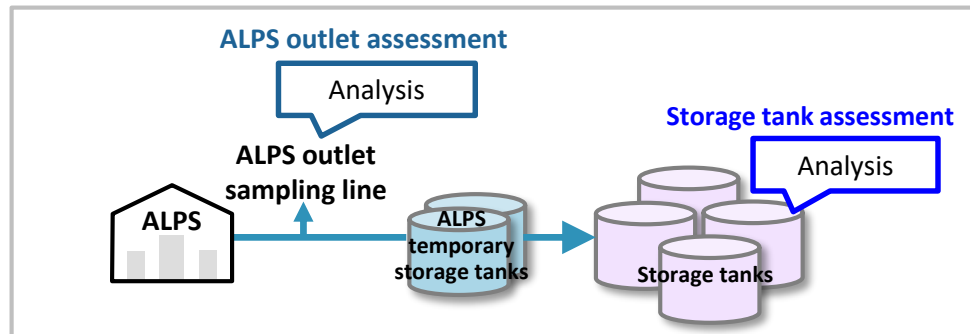 ALPS outlet assessment
Analysis
Storage tank assessment
Analysis
ALPS outlet
sampling line
ALPS
ALPS
temporary
storage tanks
Storage tanks